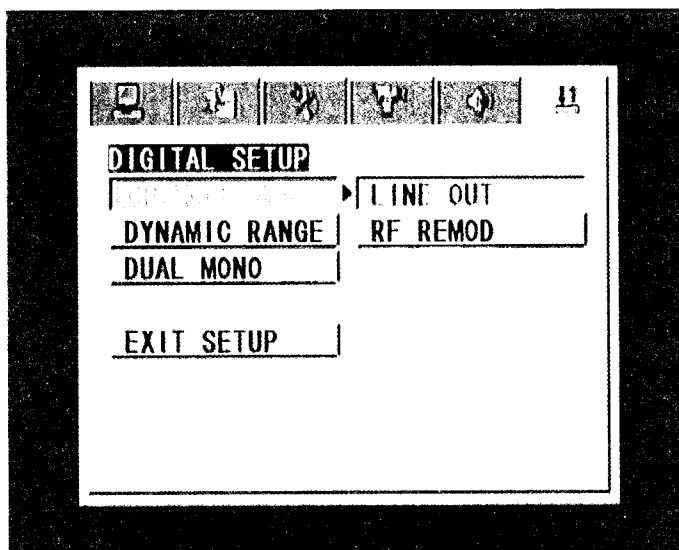 DIGITAL SETUP
LINE OUT
DYNAMIC RANGE
RF REMOD
DUAL MONO
EXIT SETUP